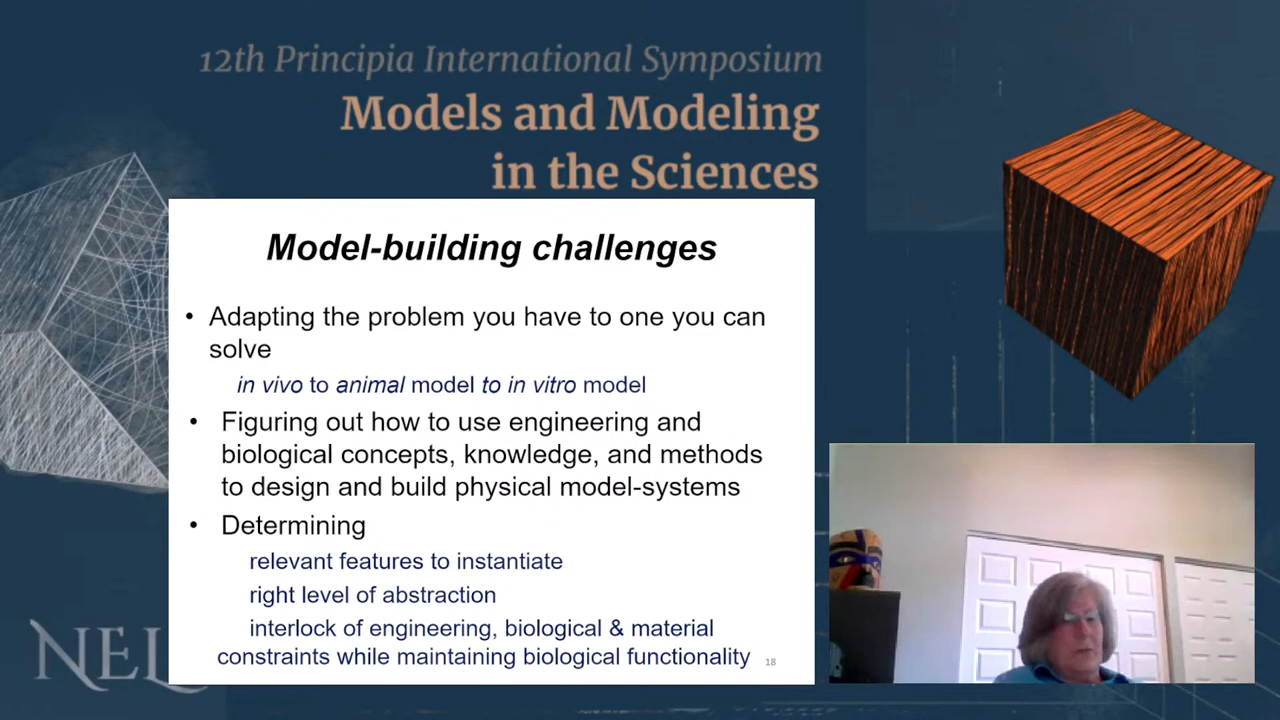 12th Principia International Symposium
Models and Modeling
in the Sciences
Model-building challenges
• Adapting the problem you have to one you can
solve
in vivo to animal model to in vitro model
• Figuring out how to use engineering and
biological concepts, knowledge, and methods
to design and build physical model-systems
• Determining
relevant features to instantiate
right level of abstraction
interlock of engineering, biological & material
constraints while maintaining biological functionality
18
NEL